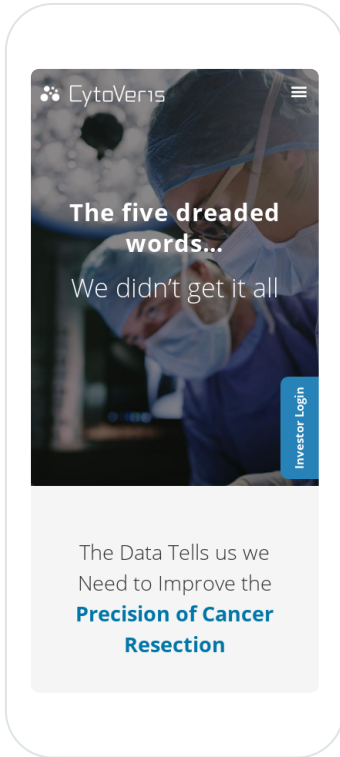 CytoVeris
The five dreaded
words...
We didn't get it all
Investor Login
The Data Tells us we
Need to Improve the
Precision of Cancer
Resection